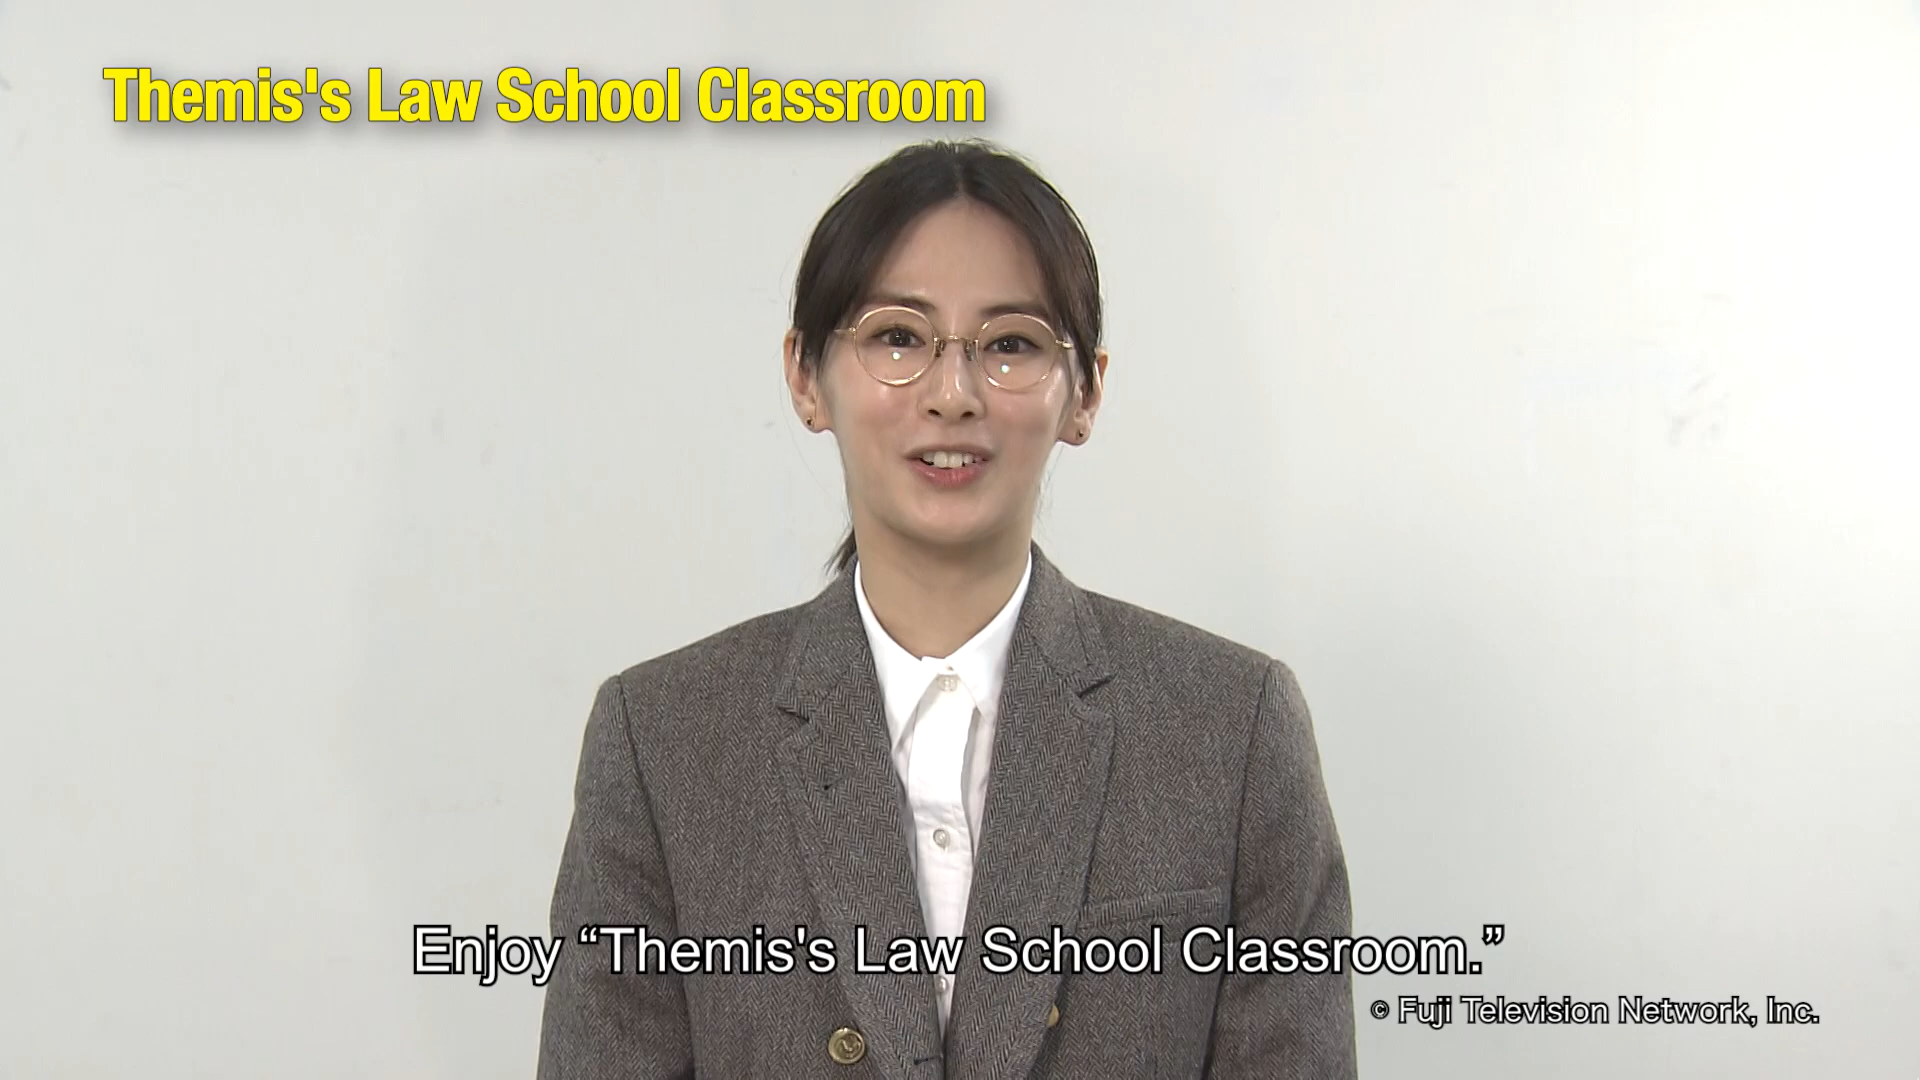 Themis's Law School Classroom
Enjoy “Themis's Law School Classroom.”
© Fuji Television Network, Inc.